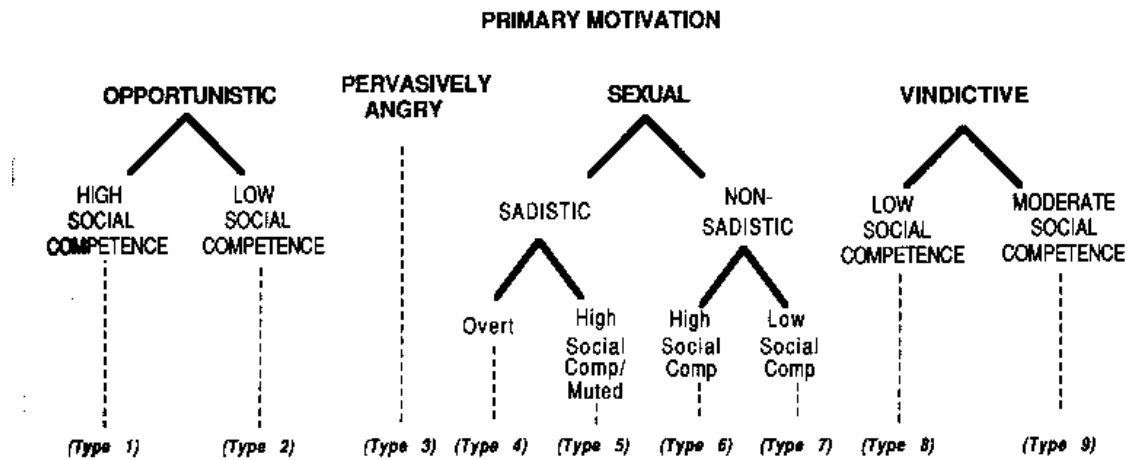 PRIMARY MOTIVATION
OPPORTUNISTIC
PERVASIVELY
ANGRY
SEXUAL
VINDICTIVE
HIGH
SOCIAL
COMPETENCE
LOW
SOCIAL
COMPETENCE
SADISTIC
NON-
SADISTIC
LOW
SOCIAL
COMPETENCE
MODERATE
SOCIAL
COMPETENCE
Overt
High
Social
Comp/
Muted
High
Social
Comp
Low
Social
Comp
(Type 1) (Type 2) (Type 3) (Type 4) (Type 5) (Type 6) (Type 7) (Type 8) (Type 9)